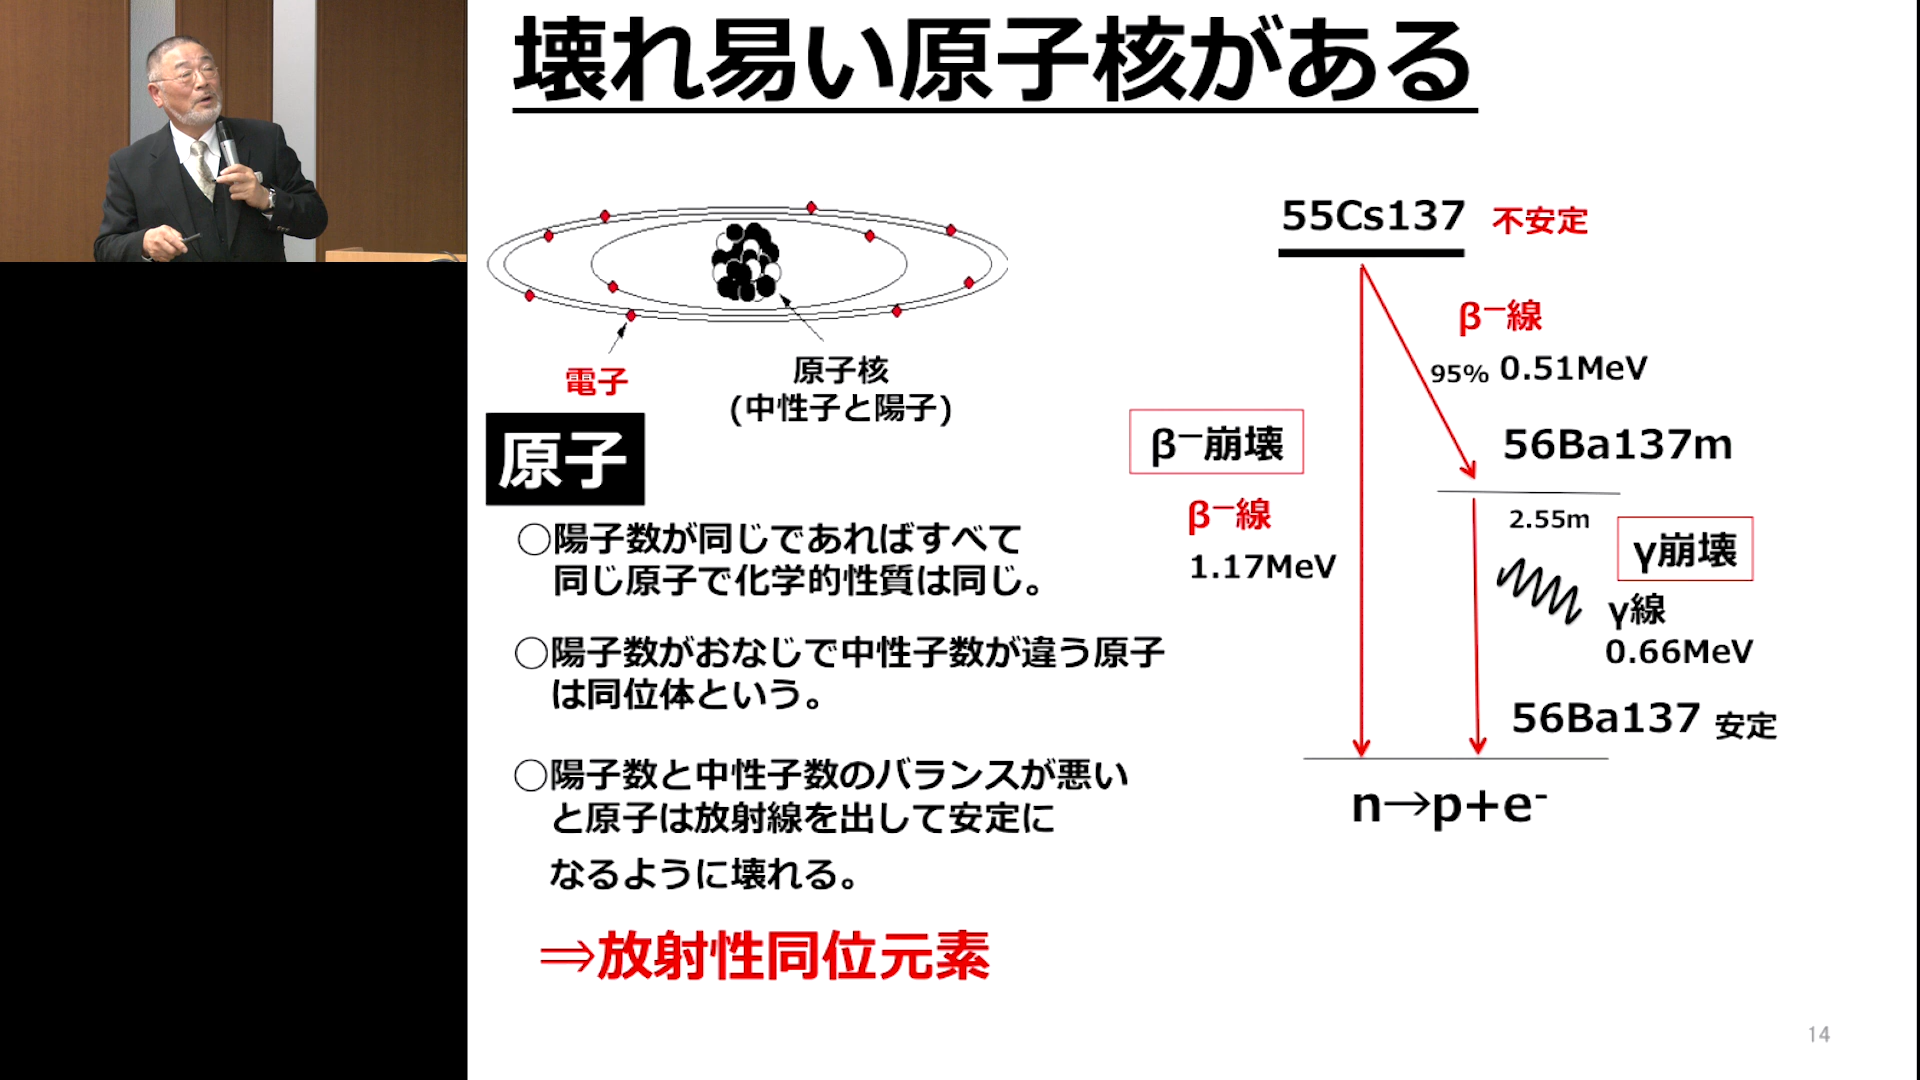 壊れ易い原子核がある
55Cs137 不安定
β－線
95% 0.51MeV
電子
原子核
(中性子と陽子)
β－崩壊
56Ba137m
原子
β－線
1.17MeV
2.55m
γ崩壊
γ線
0.66MeV
○陽子数が同じであればすべて
同じ原子で化学的性質は同じ。
○陽子数がおなじで中性子数が違う原子
は同位体という。
56Ba137 安定
n→p+e-
○陽子数と中性子数のバランスが悪い
と原子は放射線を出して安定に
なるように壊れる。
⇒放射性同位元素
14